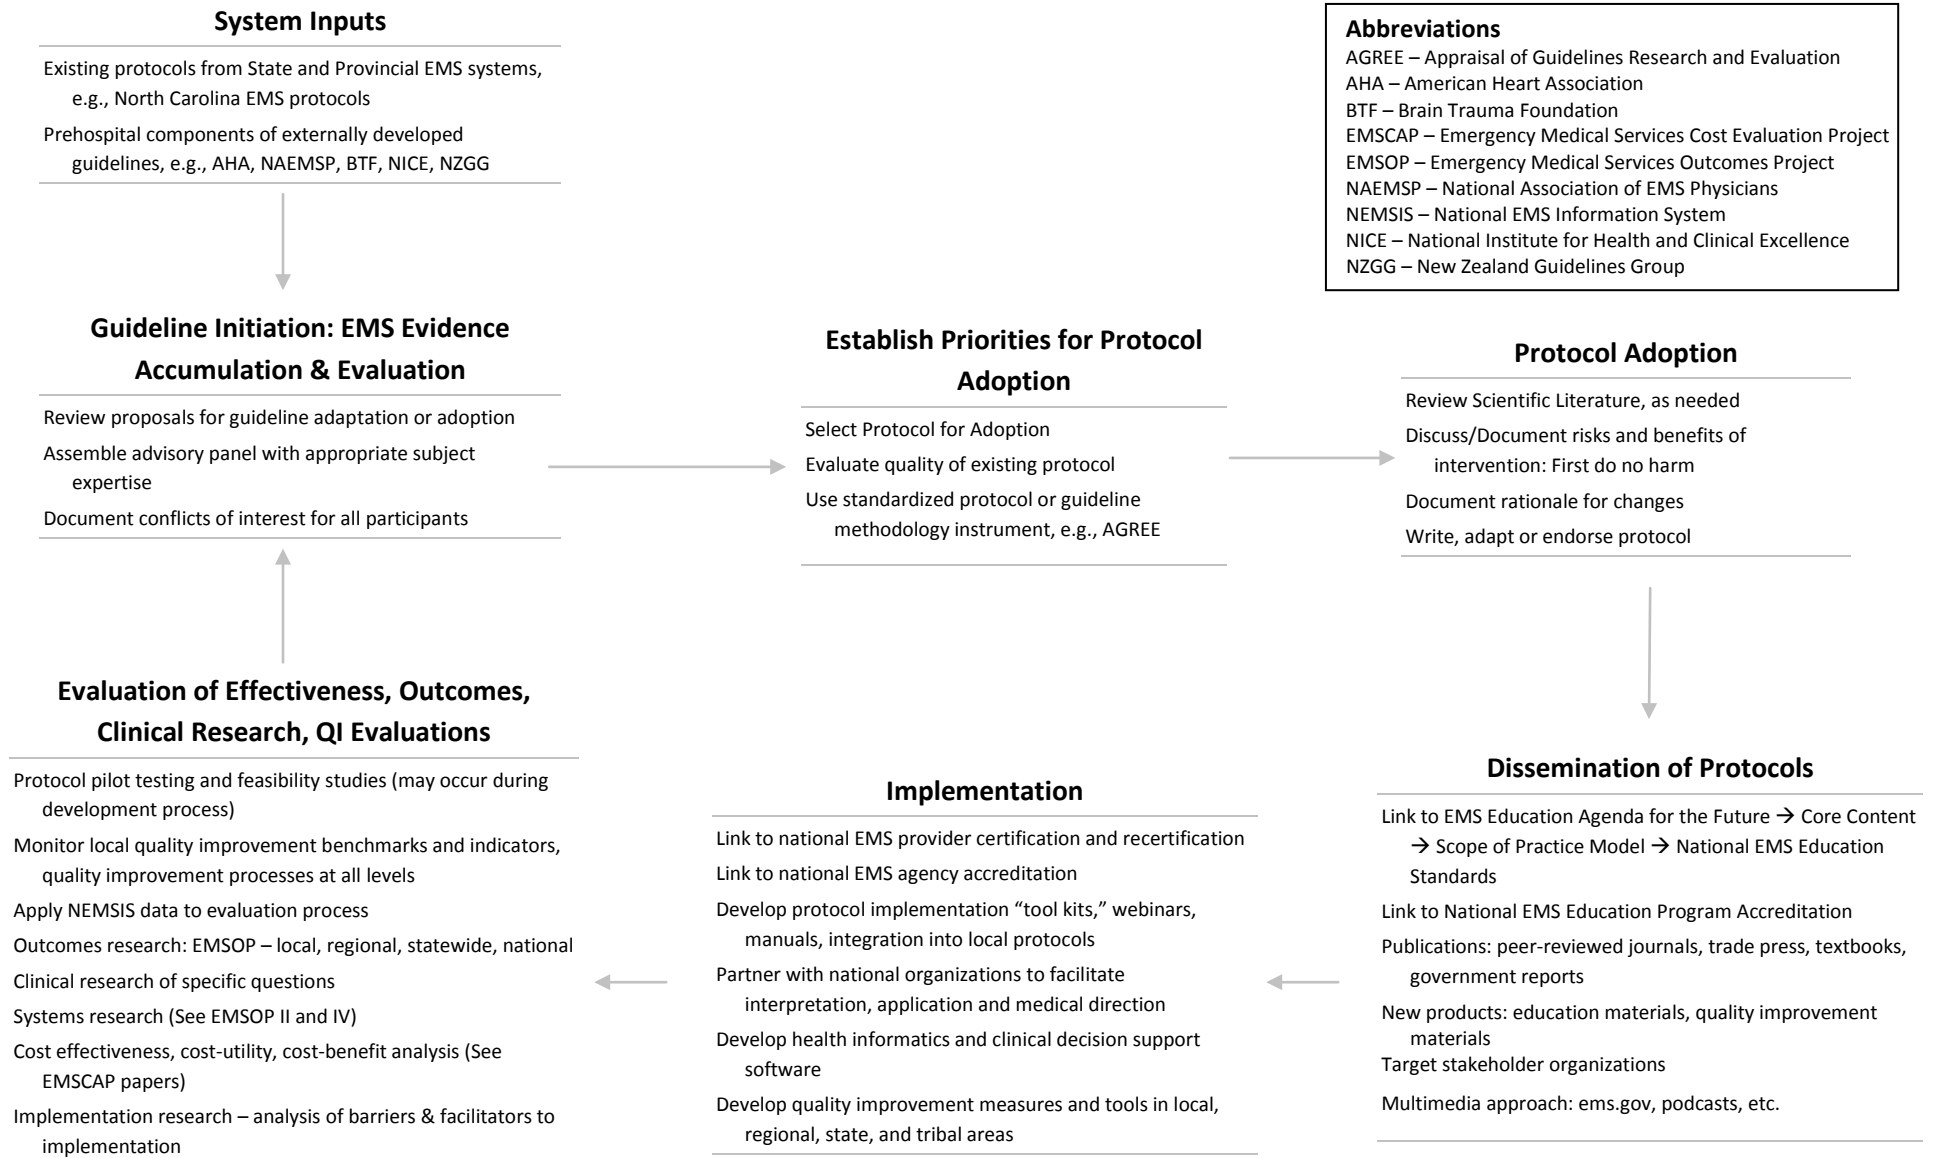 System Inputs
Existing protocols from State and Provincial EMS systems,
e.g., North Carolina EMS protocols
Prehospital components of externally developed
guidelines, e.g., AHA, NAEMSP, BTF, NICE, NZGG
Abbreviations
AGREE – Appraisal of Guidelines Research and Evaluation
AHA – American Heart Association
BTF – Brain Trauma Foundation
EMSCAP – Emergency Medical Services Cost Evaluation Project
EMSOP – Emergency Medical Services Outcomes Project
NAEMSP – National Association of EMS Physicians
NEMSIS – National EMS Information System
NICE – National Institute for Health and Clinical Excellence
NZGG – New Zealand Guidelines Group
Guideline Initiation: EMS Evidence
Accumulation & Evaluation
Review proposals for guideline adaptation or adoption
Assemble advisory panel with appropriate subject
expertise
Document conflicts of interest for all participants
Establish Priorities for Protocol
Adoption
Select Protocol for Adoption
Evaluate quality of existing protocol
Use standardized protocol or guideline
methodology instrument, e.g., AGREE
Protocol Adoption
Review Scientific Literature, as needed
Discuss/Document risks and benefits of
intervention: First do no harm
Document rationale for changes
Write, adapt or endorse protocol
Dissemination of Protocols
Link to EMS Education Agenda for the Future → Core Content
→ Scope of Practice Model → National EMS Education
Standards
Link to National EMS Education Program Accreditation
Publications: peer-reviewed journals, trade press, textbooks,
government reports
New products: education materials, quality improvement
materials
Target stakeholder organizations
Multimedia approach: ems.gov, podcasts, etc.
Implementation
Link to national EMS provider certification and recertification
Link to national EMS agency accreditation
Develop protocol implementation “tool kits,” webinars,
manuals, integration into local protocols
Partner with national organizations to facilitate
interpretation, application and medical direction
Develop health informatics and clinical decision support
software
Develop quality improvement measures and tools in local,
regional, state, and tribal areas
Evaluation of Effectiveness, Outcomes,
Clinical Research, QI Evaluations
Protocol pilot testing and feasibility studies (may occur during
development process)
Monitor local quality improvement benchmarks and indicators,
quality improvement processes at all levels
Apply NEMSIS data to evaluation process
Outcomes research: EMSOP – local, regional, statewide, national
Clinical research of specific questions
Systems research (See EMSOP II and IV)
Cost effectiveness, cost-utility, cost-benefit analysis (See
EMSCAP papers)
Implementation research – analysis of barriers & facilitators to
implementation